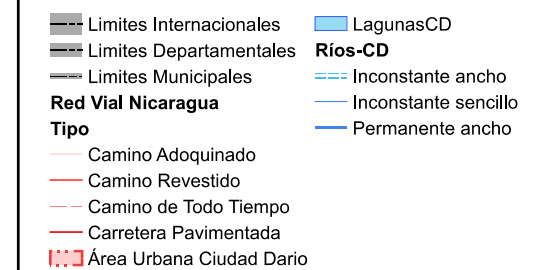 Limites Internacionales
Limites Departamentales
Limites Municipales
Red Vial Nicaragua
Tipo
Camino Adoquinado
Camino Revestido
Camino de Todo Tiempo
Carretera Pavimentada
Área Urbana Ciudad Dario
LagunasCD
Ríos-CD
Inconstante ancho
Inconstante sencillo
Permanente ancho